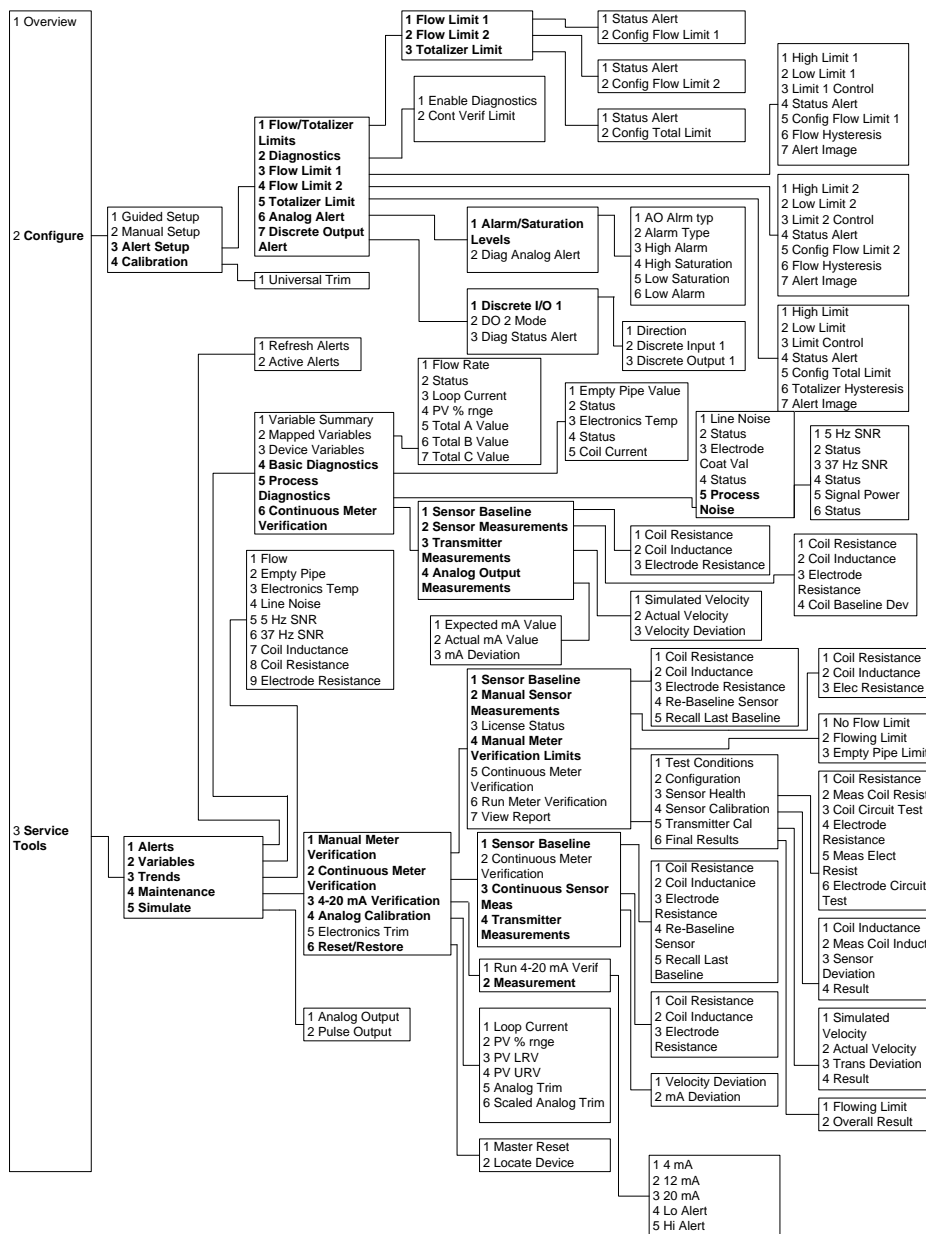 1 Overview
2 Configure
3 Service
Tools
1 Guided Setup
2 Manual Setup
3 Alert Setup
4 Calibration
1 Flow/Totalizer
Limits
2 Diagnostics
3 Flow Limit 1
4 Flow Limit 2
5 Totalizer Limit
6 Analog Alert
7 Discrete Output
Alert
1 Universal Trim
1 Flow Limit 1
2 Flow Limit 2
3 Totalizer Limit
1 Status Alert
2 Config Flow Limit 1
1 Status Alert
2 Config Flow Limit 2
1 Status Alert
2 Config Total Limit
1 Enable Diagnostics
2 Cont Verif Limit
1 High Limit 1
2 Low Limit 1
3 Limit 1 Control
4 Status Alert
5 Config Flow Limit 1
6 Flow Hysteresis
7 Alert Image
1 High Limit 2
2 Low Limit 2
3 Limit 2 Control
4 Status Alert
5 Config Flow Limit 2
6 Flow Hysteresis
7 Alert Image
1 High Limit
2 Low Limit
3 Limit Control
4 Status Alert
5 Config Total Limit
6 Totalizer Hysteresis
7 Alert Image
1 Alarm/Saturation
Levels
2 Diag Analog Alert
1 AO Alrm typ
2 Alarm Type
3 High Alarm
4 High Saturation
5 Low Saturation
6 Low Alarm
1 Discrete I/O 1
2 DO 2 Mode
3 Diag Status Alert
1 Direction
2 Discrete Input 1
3 Discrete Output 1
1 Refresh Alerts
2 Active Alerts
1 Variable Summary
2 Mapped Variables
3 Device Variables
4 Basic Diagnostics
5 Process
Diagnostics
6 Continuous Meter
Verification
1 Flow Rate
2 Status
3 Loop Current
4 PV % rnge
5 Total A Value
6 Total B Value
7 Total C Value
1 Empty Pipe Value
2 Status
3 Electronics Temp
4 Status
5 Coil Current
1 Line Noise
2 Status
3 Electrode
Coat Val
4 Status
5 Process
Noise
1 5 Hz SNR
2 Status
3 37 Hz SNR
4 Status
5 Signal Power
6 Status
1 Sensor Baseline
2 Sensor Measurements
3 Transmitter
Measurements
4 Analog Output
Measurements
1 Coil Resistance
2 Coil Inductance
3 Electrode Resistance
1 Coil Resistance
2 Coil Inductance
3 Electrode
Resistance
4 Coil Baseline Dev
1 Simulated Velocity
2 Actual Velocity
3 Velocity Deviation
1 Expected mA Value
2 Actual mA Value
3 mA Deviation
1 Flow
2 Empty Pipe
3 Electronics Temp
4 Line Noise
5 5 Hz SNR
6 37 Hz SNR
7 Coil Inductance
8 Coil Resistance
9 Electrode Resistance
1 Alerts
2 Variables
3 Trends
4 Maintenance
5 Simulate
1 Manual Meter
Verification
2 Continuous Meter
Verification
3 4-20 mA Verification
4 Analog Calibration
5 Electronics Trim
6 Reset/Restore
1 Analog Output
2 Pulse Output
1 Sensor Baseline
2 Manual Sensor
Measurements
3 License Status
4 Manual Meter
Verification Limits
5 Continuous Meter
Verification
6 Run Meter Verification
7 View Report
1 Coil Resistance
2 Coil Inductance
3 Electrode Resistance
4 Re-Baseline Sensor
5 Recall Last Baseline
1 Coil Resistance
2 Coil Inductance
3 Elec Resistance
1 No Flow Limit
2 Flowing Limit
3 Empty Pipe Limit
1 Test Conditions
2 Configuration
3 Sensor Health
4 Sensor Calibration
5 Transmitter Cal
6 Final Results
1 Coil Resistance
2 Meas Coil Resist
3 Coil Circuit Test
4 Electrode
Resistance
5 Meas Elect
Resist
6 Electrode Circuit
Test
1 Coil Inductance
2 Meas Coil Induct
3 Sensor
Deviation
4 Result
1 Simulated
Velocity
2 Actual Velocity
3 Trans Deviation
4 Result
1 Flowing Limit
2 Overall Result
1 Sensor Baseline
2 Continuous Meter
Verification
3 Continuous Sensor
Meas
4 Transmitter
Measurements
1 Coil Resistance
2 Coil Inductanice
3 Electrode
Resistance
4 Re-Baseline
Sensor
5 Recall Last
Baseline
1 Coil Resistance
2 Coil Inductance
3 Electrode
Resistance
1 Velocity Deviation
2 mA Deviation
1 Run 4-20 mA Verif
2 Measurement
1 Loop Current
2 PV % rnge
3 PV LRV
4 PV URV
5 Analog Trim
6 Scaled Analog Trim
1 Master Reset
2 Locate Device
1 4 mA
2 12 mA
3 20 mA
4 Lo Alert
5 Hi Alert